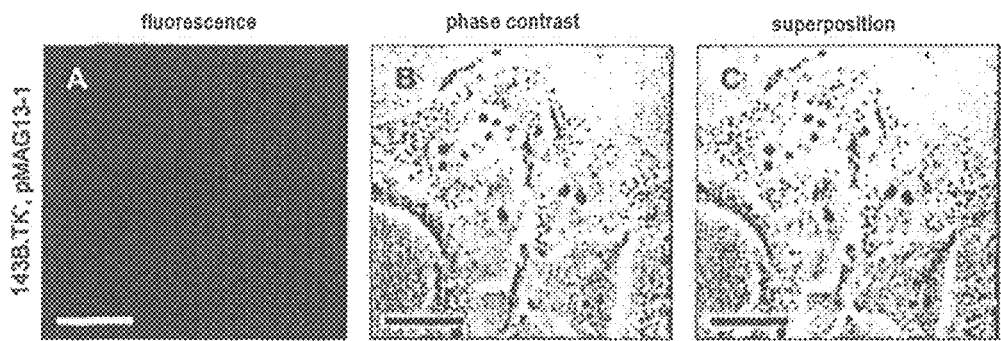 fluorescence phase contrast superposition
143B.TK⁻, pMAG13-1
A B C